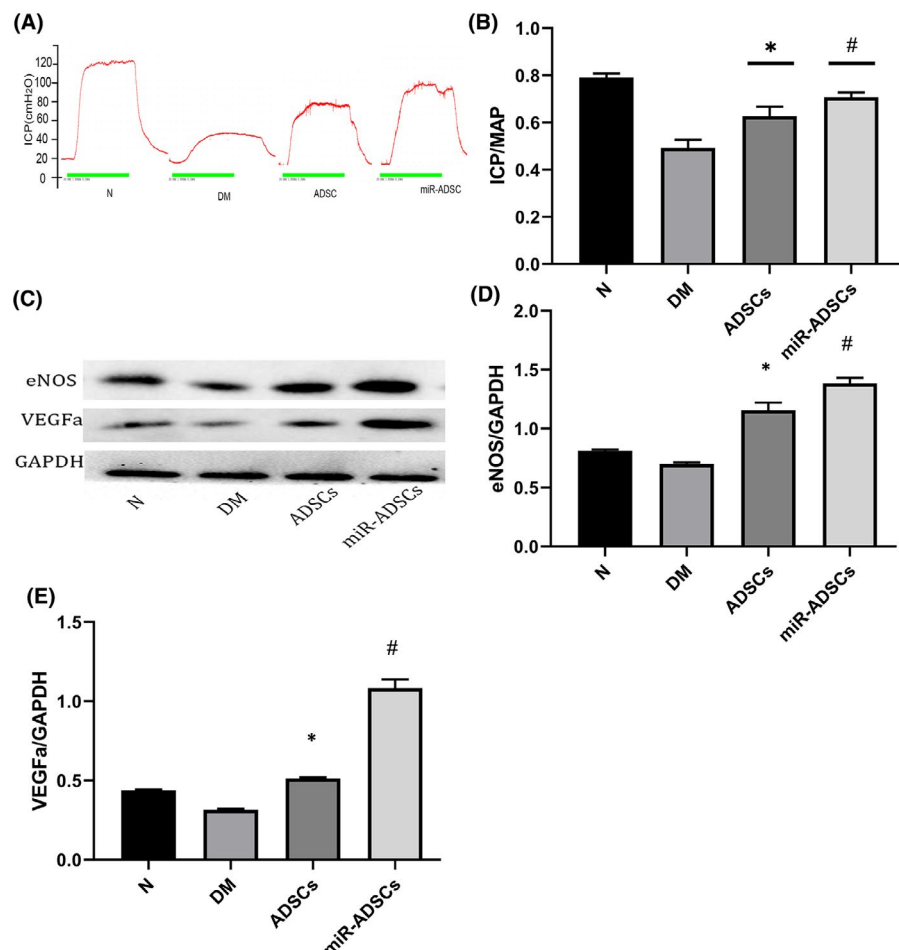 (A)
ICP(cmH2O)
120
100
80
60
40
20
0
N
DM
ADSC
miR-ADSC
(B)
ICP/MAP
1.0
0.8
0.6
0.4
0.2
0.0
*
#
N
DM
ADSCs
miR-ADSCs
(C)
eNOS
VEGFa
GAPDH
N
DM
ADSCs
miR-ADSCs
(D)
eNOS/GAPDH
2.0
1.5
1.0
0.5
0.0
*
#
N
DM
ADSCs
miR-ADSCs
(E)
VEGFa/GAPDH
1.5
1.0
0.5
0.0
*
#
N
DM
ADSCs
miR-ADSCs